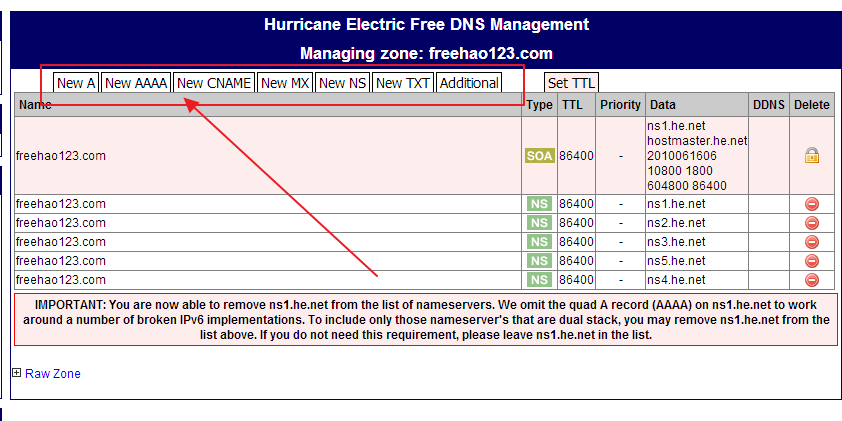 Hurricane Electric Free DNS Management
Managing zone: freehao123.com
New A New AAAA New CNAME New MX New NS New TXT Additional Set TTL
Name Type TTL Priority Data DDNS Delete
freehao123.com SOA 86400 - ns1.he.net
hostmaster.he.net
2010061606
10800 1800
604800 86400
freehao123.com NS 86400 - ns1.he.net
freehao123.com NS 86400 - ns2.he.net
freehao123.com NS 86400 - ns3.he.net
freehao123.com NS 86400 - ns5.he.net
freehao123.com NS 86400 - ns4.he.net
IMPORTANT: You are now able to remove ns1.he.net from the list of nameservers. We omit the quad A record (AAAA) on ns1.he.net to work
around a number of broken IPv6 implementations. To include only those nameserver's that are dual stack, you may remove ns1.he.net from the
list above. If you do not need this requirement, please leave ns1.he.net in the list.
Raw Zone